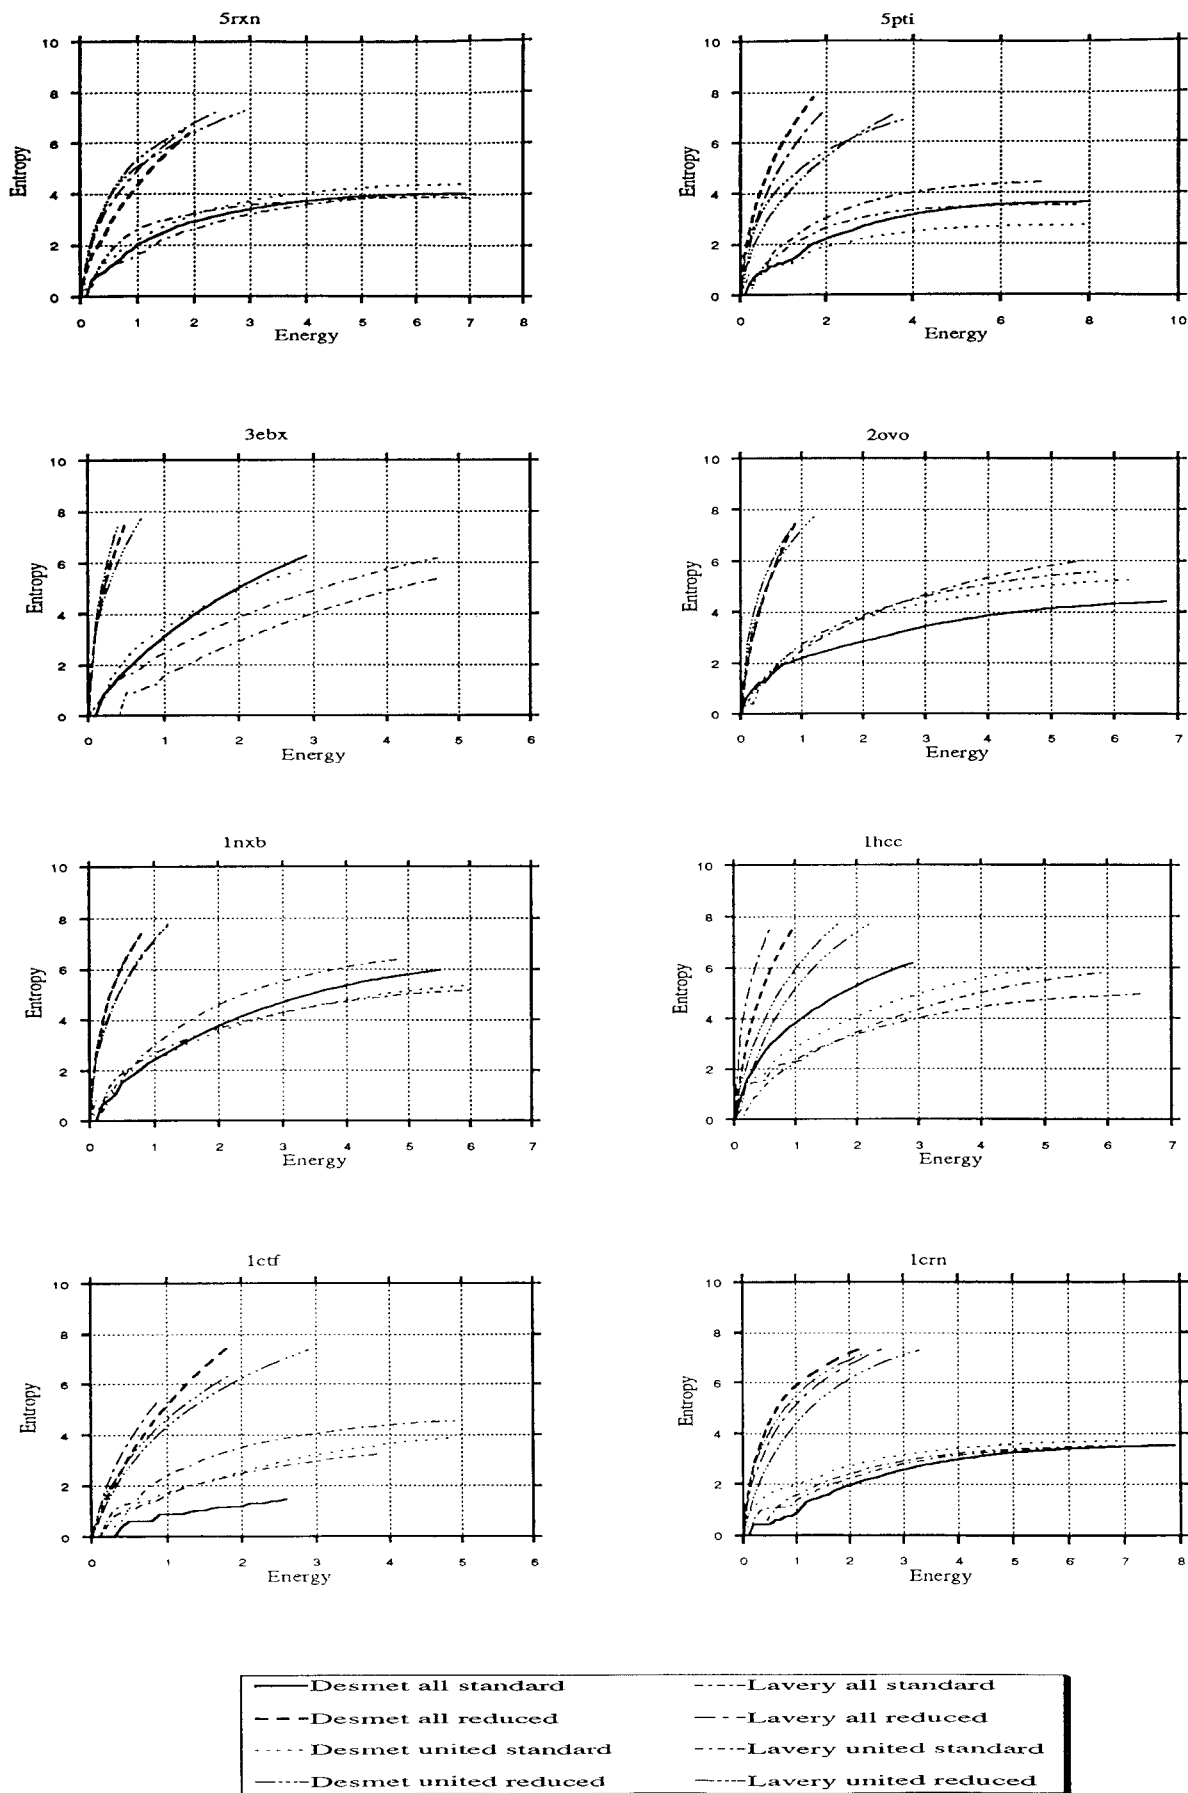 5rxn
5pti
10
8
6
4
2
0
Entropy
0 1 2 3 4 5 6 7 8
Energy
10
8
6
4
2
0
Entropy
0 2 4 6 8 10
Energy
3ebx
2ovo
10
8
6
4
2
0
Entropy
0 1 2 3 4 5 6
Energy
10
8
6
4
2
0
Entropy
0 1 2 3 4 5 6 7
Energy
1nxb
1hcc
10
8
6
4
2
0
Entropy
0 1 2 3 4 5 6 7
Energy
10
8
6
4
2
0
Entropy
0 1 2 3 4 5 6 7
Energy
1ctf
1crn
10
8
6
4
2
0
Entropy
0 1 2 3 4 5 6
Energy
10
8
6
4
2
0
Entropy
0 1 2 3 4 5 6 7 8
Energy
Desmet all standard
Desmet all reduced
Desmet united standard
Desmet united reduced
Lavery all standard
Lavery all reduced
Lavery united standard
Lavery united reduced